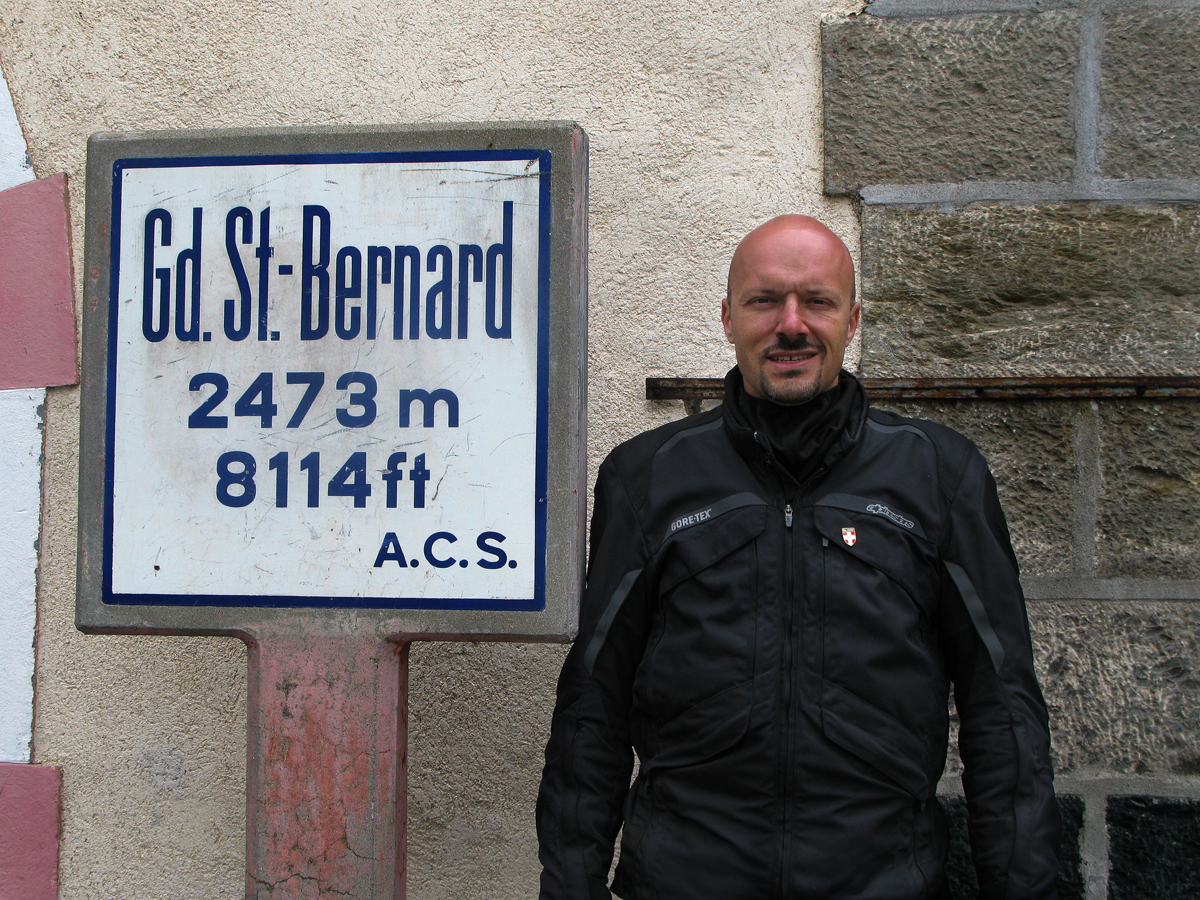 Gd. St.-Bernard
2473 m
8114 ft
A.C.S.
GORE-TEX
alpinestars